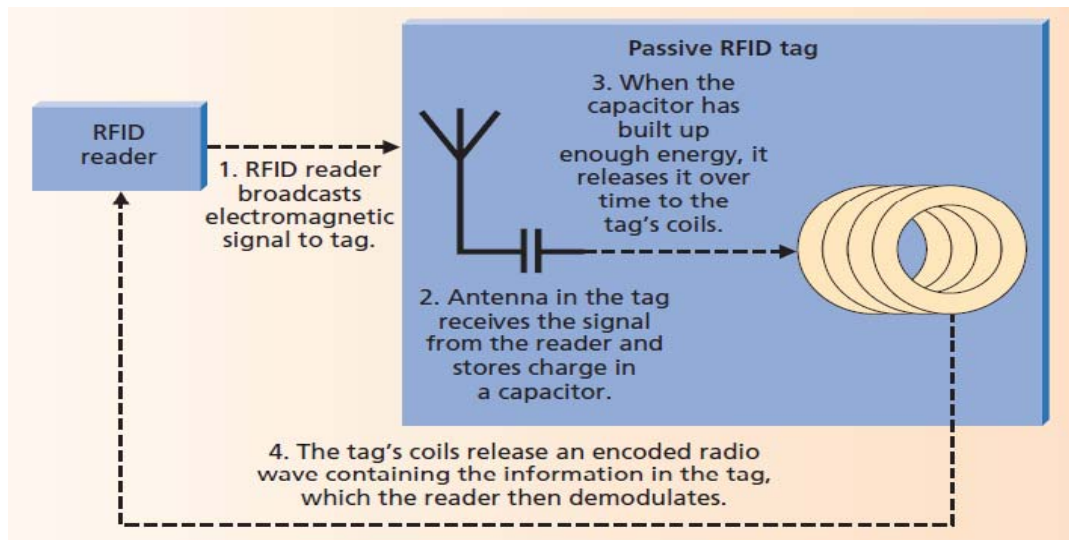 Passive RFID tag
RFID
reader
1. RFID reader
broadcasts
electromagnetic
signal to tag.
2. Antenna in the tag
receives the signal
from the reader and
stores charge in
a capacitor.
3. When the
capacitor has
built up
enough energy, it
releases it over
time to the
tag's coils.
4. The tag's coils release an encoded radio
wave containing the information in the tag,
which the reader then demodulates.